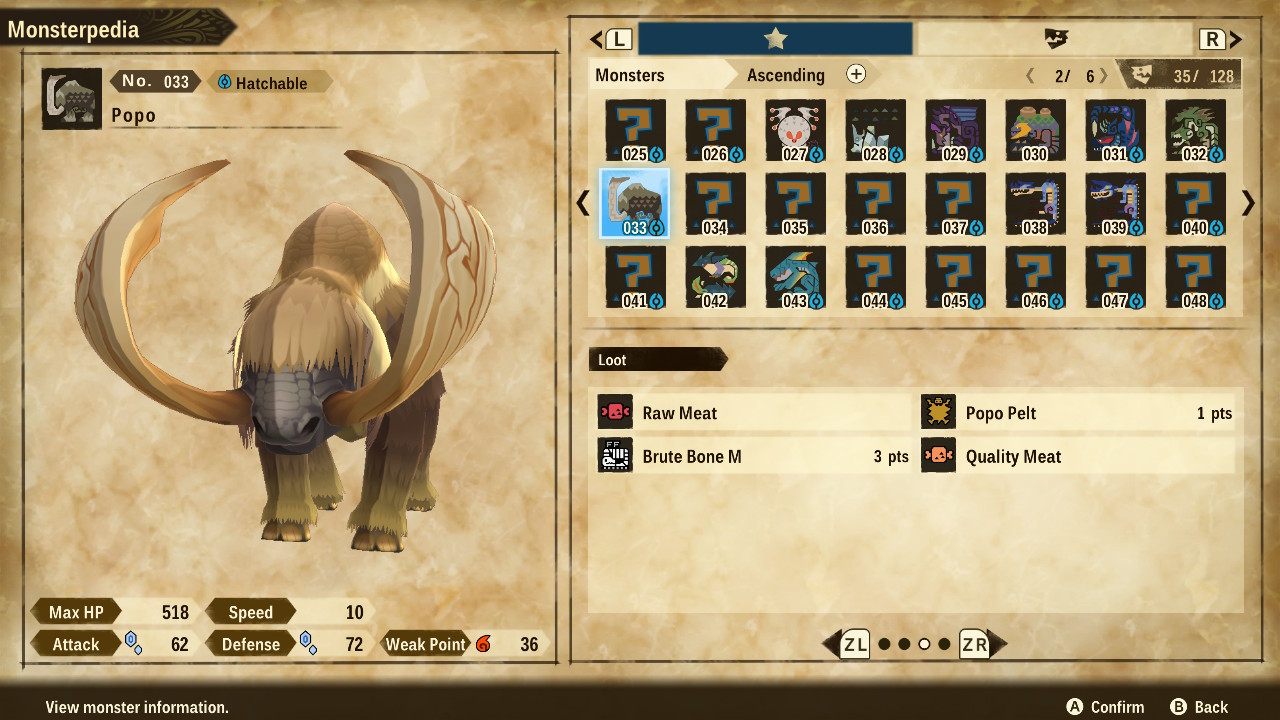 Monsterpedia
No. 033
Hatchable
Popo
Max HP 518
Speed 10
Attack 62
Defense 72
Weak Point 36
L
R
Monsters
Ascending
2/ 6
35/ 128
? 025
? 026
027
028
029
030
031
032
033
? 034
? 035
? 036
? 037
038
039
? 040
? 041
042
043
? 044
? 045
? 046
? 047
? 048
Loot
Raw Meat
Popo Pelt 1 pts
Brute Bone M 3 pts
Quality Meat
ZL
ZR
View monster information.
A Confirm
B Back